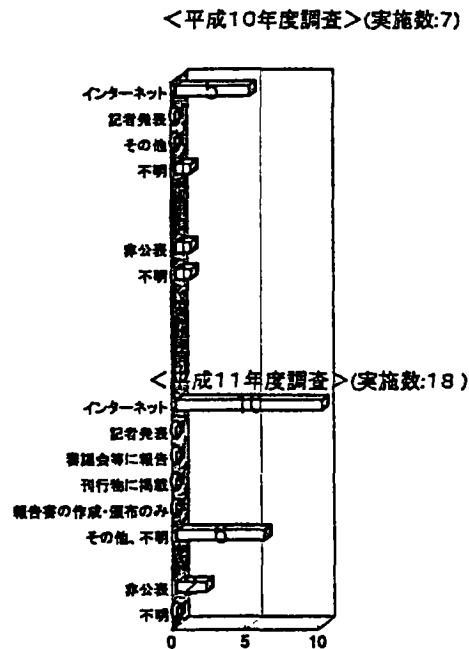 ＜平成10年度調査＞(実施数:7)
インターネット
記者発表
その他
不明
非公表
不明
＜平成11年度調査＞(実施数:18)
インターネット
記者発表
審議会等に報告
刊行物に掲載
報告書の作成・頒布のみ
その他、不明
非公表
不明
0 5 10